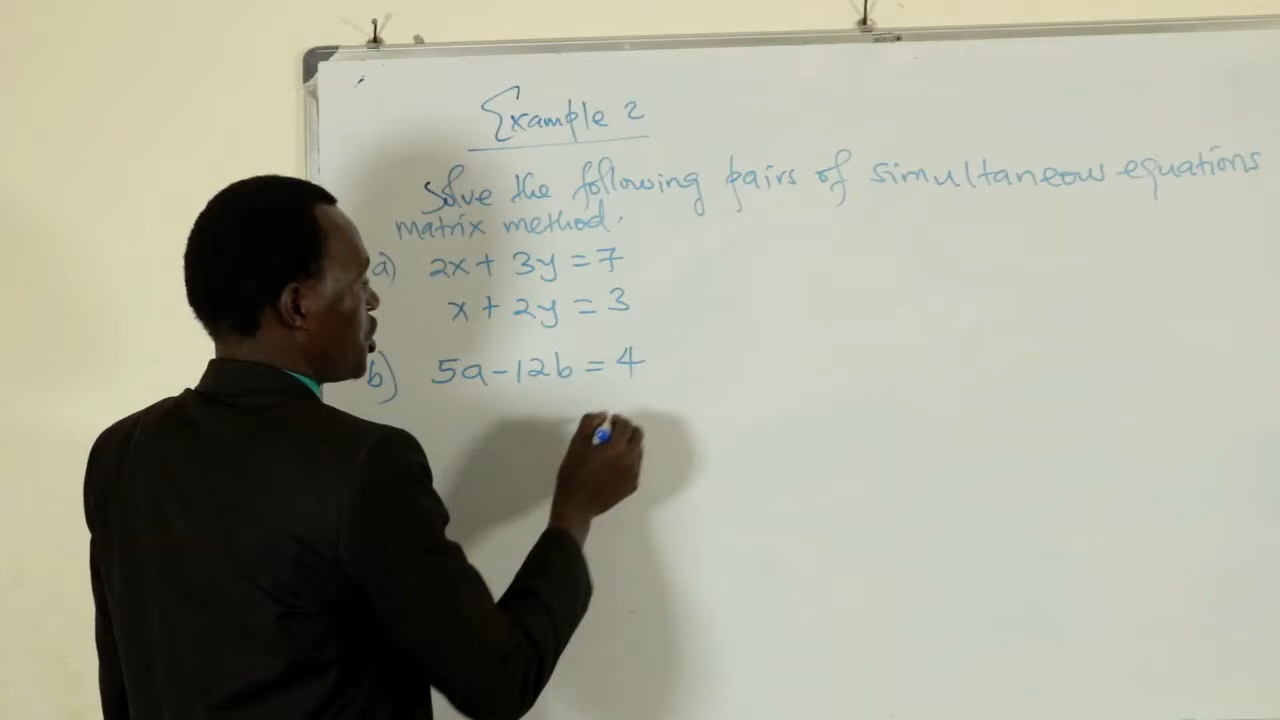 Example 2
Solve the following pairs of simultaneous equations
matrix method.
a) 2x + 3y = 7
x + 2y = 3
b) 5a - 12b = 4